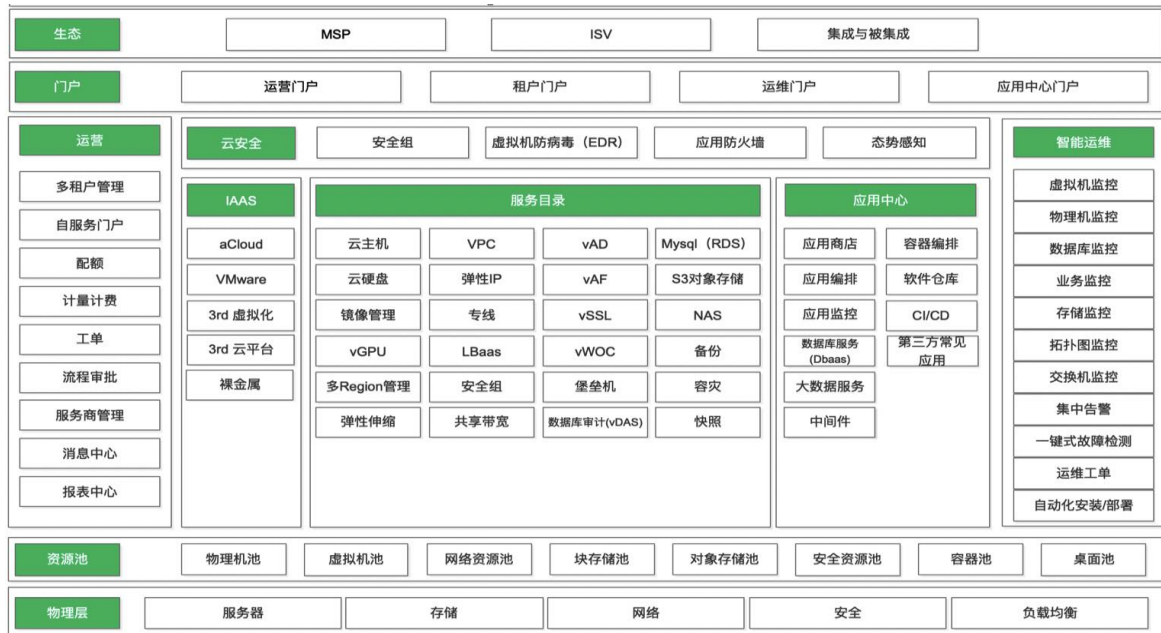 生态
MSP
ISV
集成与被集成
门户
运营门户
租户门户
运维门户
应用中心门户
运营
多租户管理
自服务门户
配额
计量计费
工单
流程审批
服务商管理
消息中心
报表中心
云安全
安全组
虚拟机防病毒（EDR）
应用防火墙
态势感知
IAAS
aCloud
VMware
3rd 虚拟化
3rd 云平台
裸金属
服务目录
云主机
VPC
vAD
Mysql（RDS）
云硬盘
弹性IP
vAF
S3对象存储
镜像管理
专线
vSSL
NAS
vGPU
LBaas
vWOC
备份
多Region管理
安全组
堡垒机
容灾
弹性伸缩
共享带宽
数据库审计(vDAS)
快照
应用中心
应用商店
容器编排
应用编排
软件仓库
应用监控
CI/CD
数据库服务
(Dbaas)
第三方常见
应用
大数据服务
中间件
智能运维
虚拟机监控
物理机监控
数据库监控
业务监控
存储监控
拓扑图监控
交换机监控
集中告警
一键式故障检测
运维工单
自动化安装/部署
资源池
物理机池
虚拟机池
网络资源池
块存储池
对象存储池
安全资源池
容器池
桌面池
物理层
服务器
存储
网络
安全
负载均衡